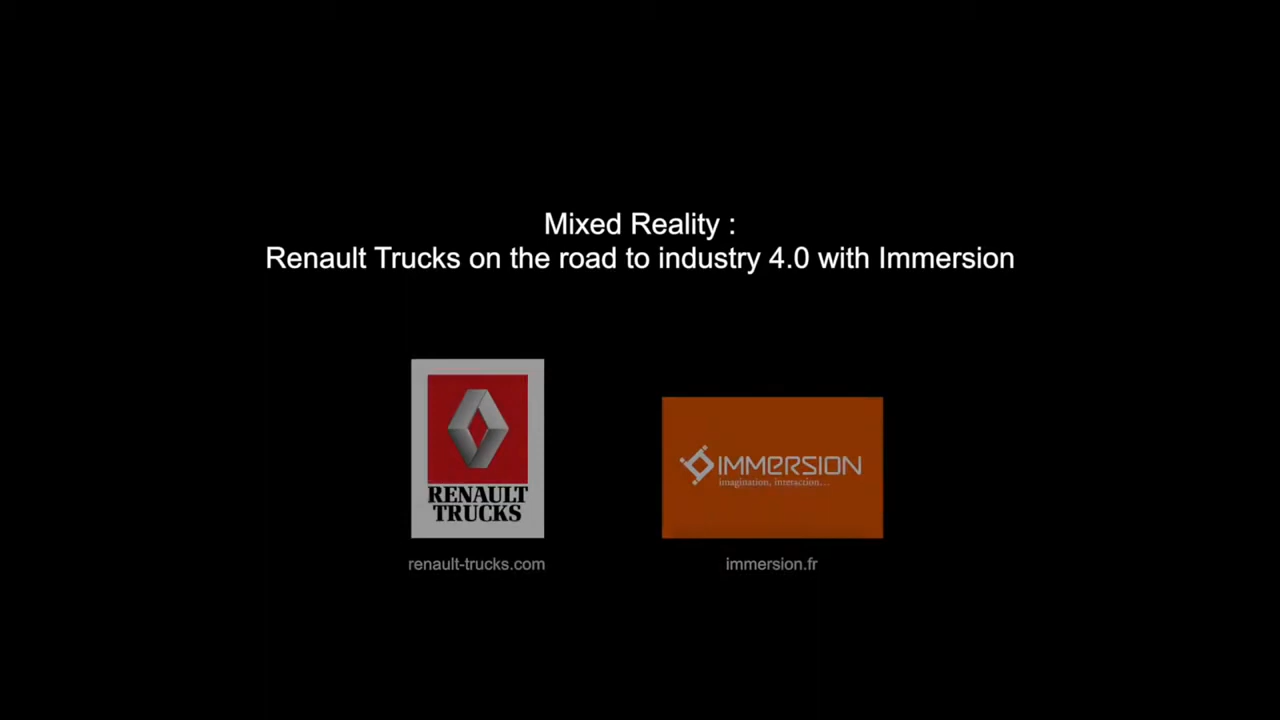 Mixed Reality :
Renault Trucks on the road to industry 4.0 with Immersion
RENAULT
TRUCKS
IMMERSION
imagination, interaction...
renault-trucks.com
immersion.fr